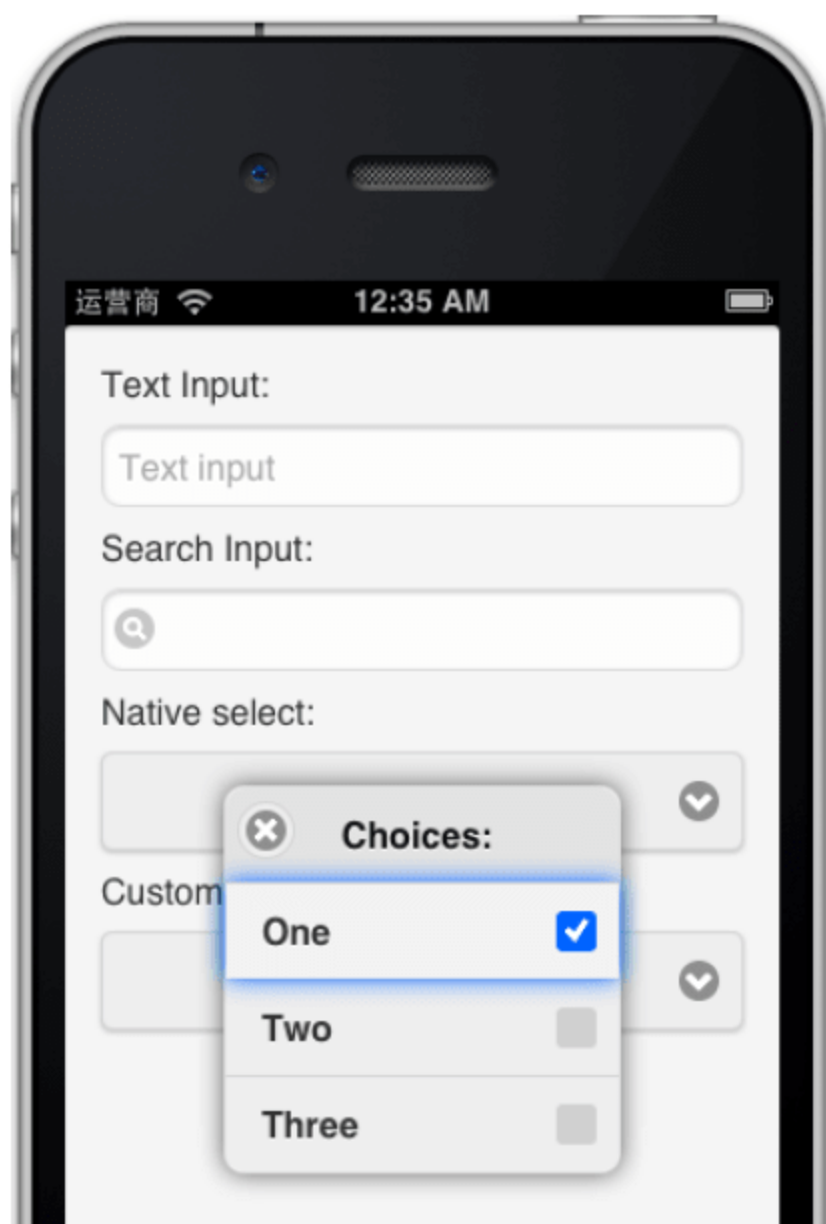 运营商 12:35 AM
Text Input:
Text input
Search Input:
Native select:
Choices:
Custom
One
Two
Three